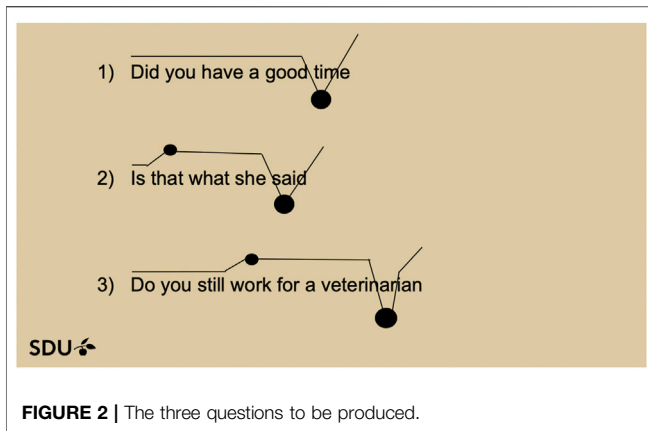 1) Did you have a good time
2) Is that what she said
3) Do you still work for a veterinarian
SDU
FIGURE 2 | The three questions to be produced.